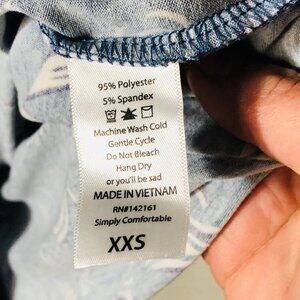 95% Polyester
5% Spandex
Machine Wash Cold
Gentle Cycle
Do Not Bleach
Hang Dry
or you'll be sad
MADE IN VIETNAM
RN#142161
Simply Comfortable
XXS